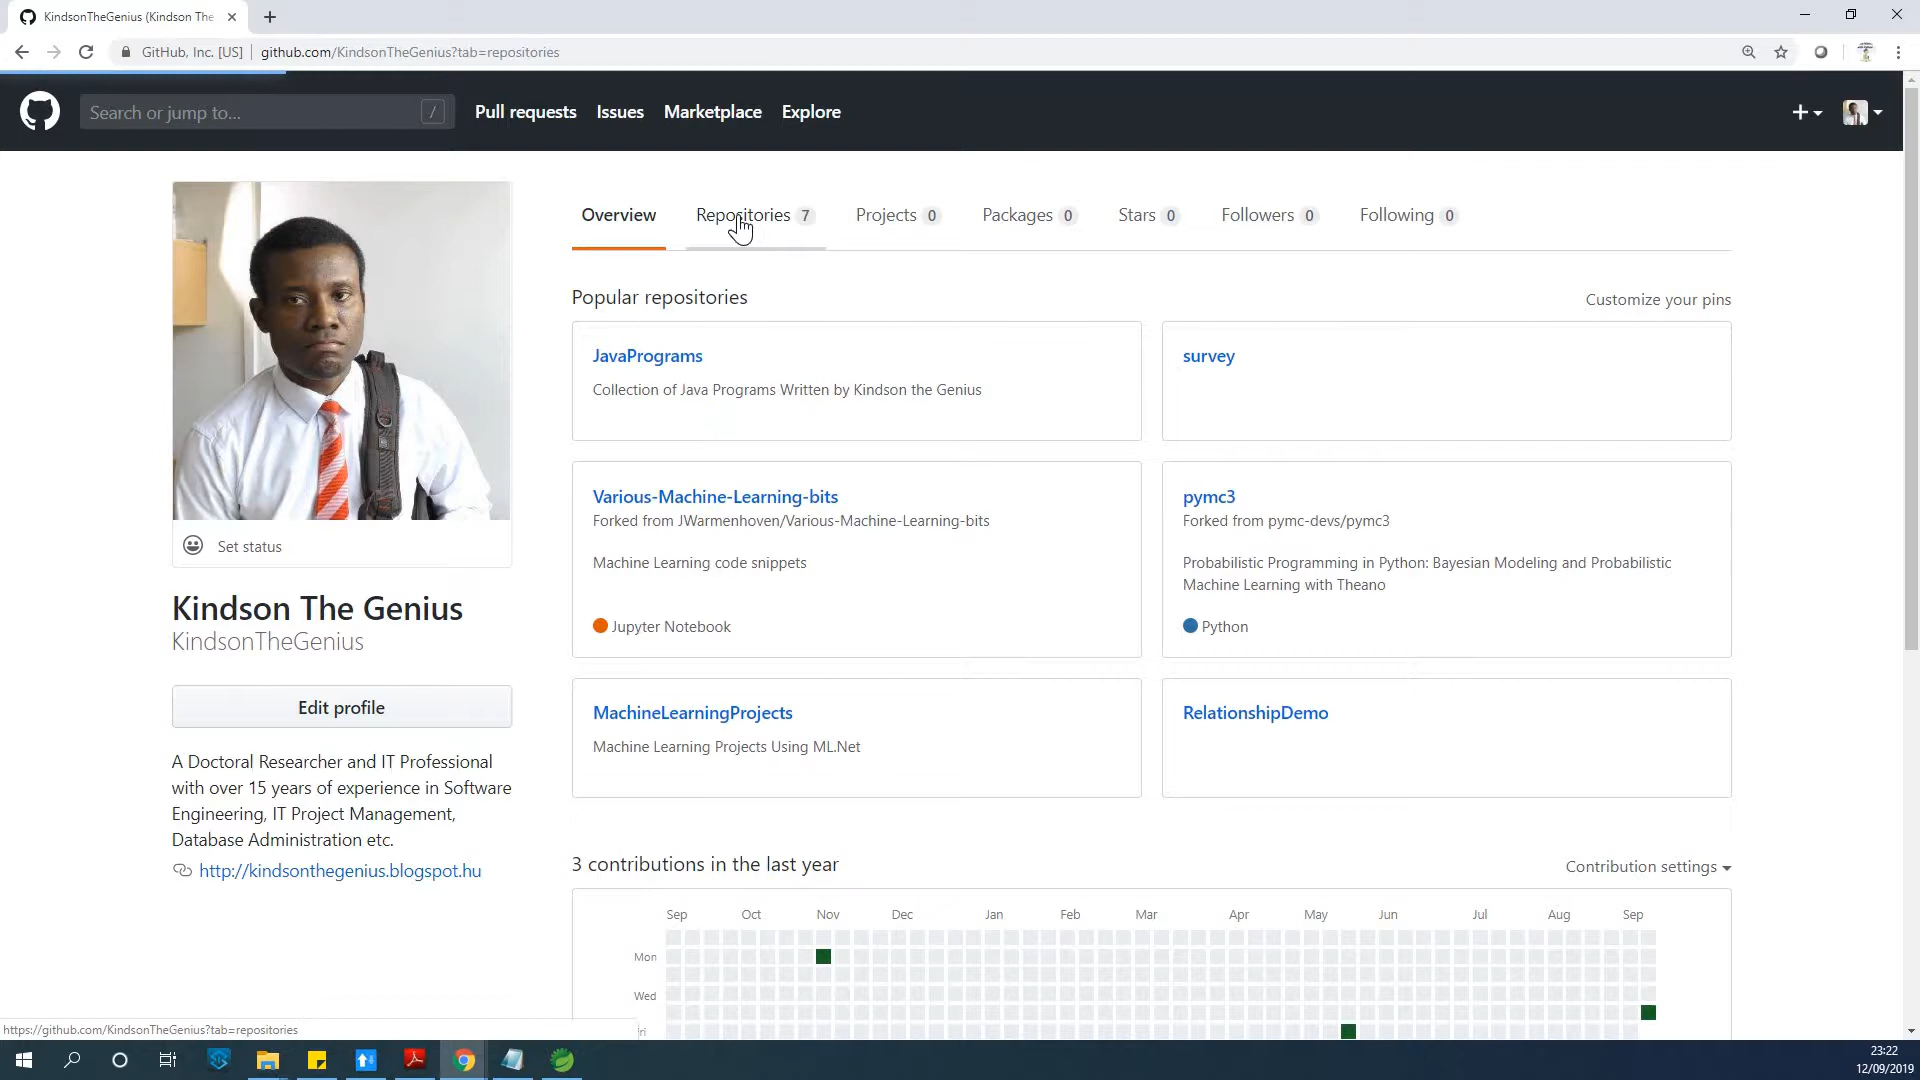 KindsonTheGenius (Kindson The
GitHub, Inc. [US] | github.com/KindsonTheGenius?tab=repositories
Search or jump to... /
Pull requests Issues Marketplace Explore
Overview Repositories 7 Projects 0 Packages 0 Stars 0 Followers 0 Following 0
Popular repositories
Customize your pins
JavaPrograms
Collection of Java Programs Written by Kindson the Genius
survey
Various-Machine-Learning-bits
Forked from JWarmenhoven/Various-Machine-Learning-bits
Machine Learning code snippets
Jupyter Notebook
pymc3
Forked from pymc-devs/pymc3
Probabilistic Programming in Python: Bayesian Modeling and Probabilistic
Machine Learning with Theano
Python
MachineLearningProjects
Machine Learning Projects Using ML.Net
RelationshipDemo
Set status
Kindson The Genius
KindsonTheGenius
Edit profile
A Doctoral Researcher and IT Professional
with over 15 years of experience in Software
Engineering, IT Project Management,
Database Administration etc.
http://kindsonthegenius.blogspot.hu
3 contributions in the last year
Contribution settings
Sep Oct Nov Dec Jan Feb Mar Apr May Jun Jul Aug Sep
Mon
Wed
Fri
https://github.com/KindsonTheGenius?tab=repositories
23:22
12/09/2019